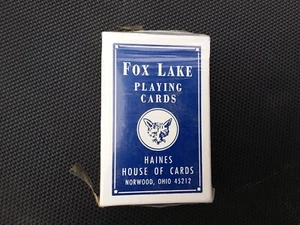 FOX LAKE
PLAYING
CARDS
HAINES
HOUSE OF CARDS
NORWOOD, OHIO 45212